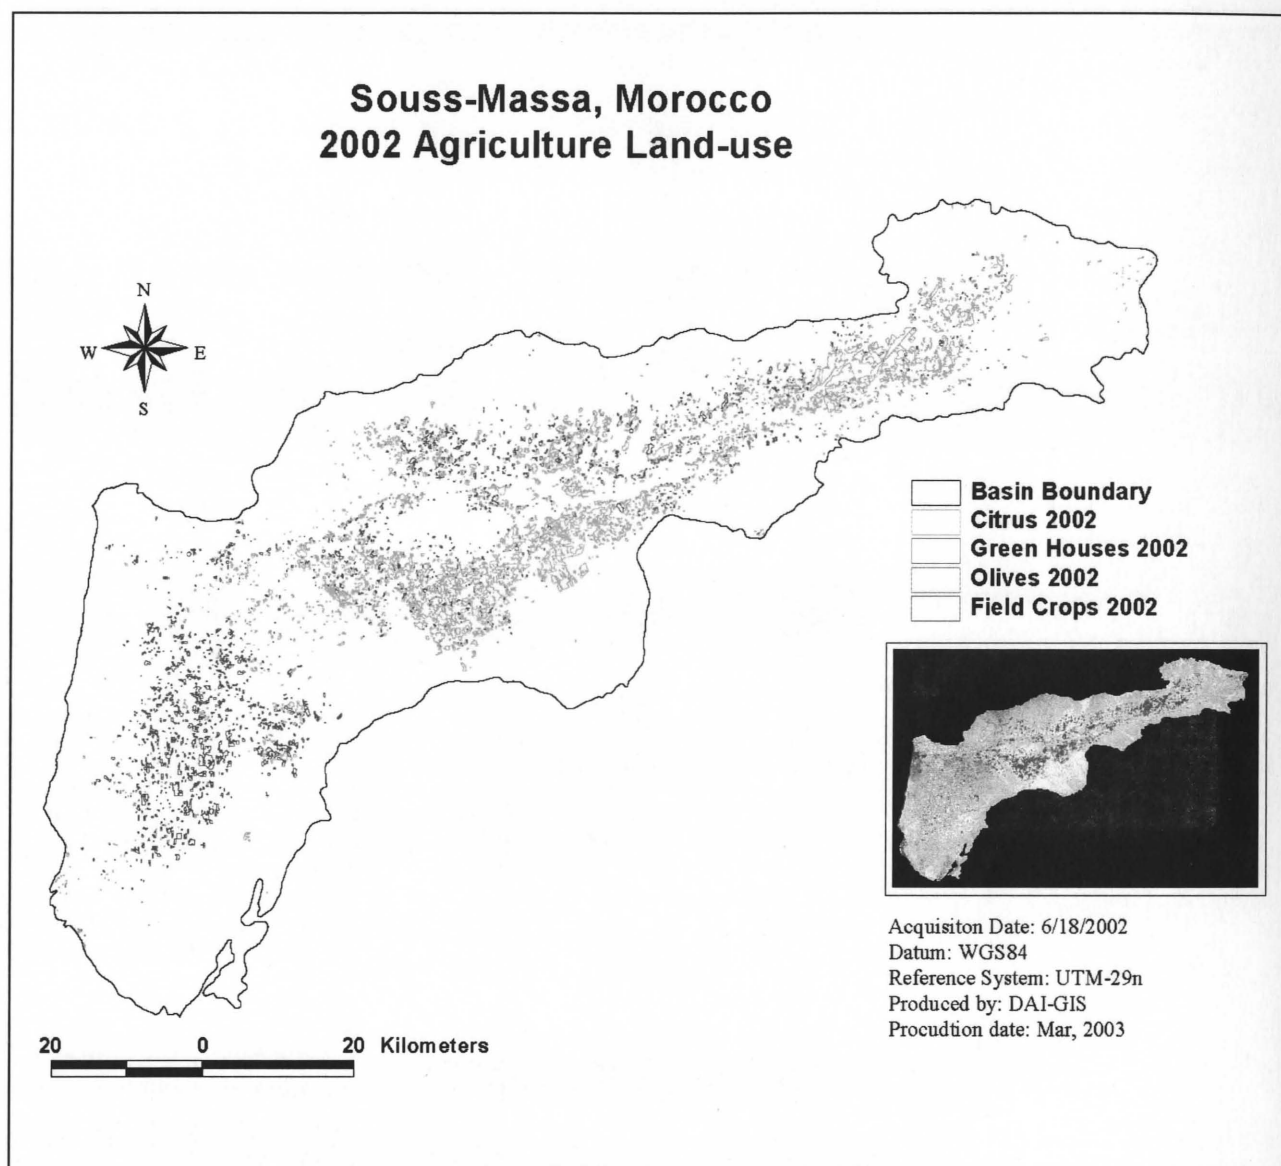 Souss-Massa, Morocco
2002 Agriculture Land-use
N
W
E
S
Basin Boundary
Citrus 2002
Green Houses 2002
Olives 2002
Field Crops 2002
Acquisiton Date: 6/18/2002
Datum: WGS84
Reference System: UTM-29n
Produced by: DAI-GIS
Procudtion date: Mar, 2003
20 0 20 Kilometers